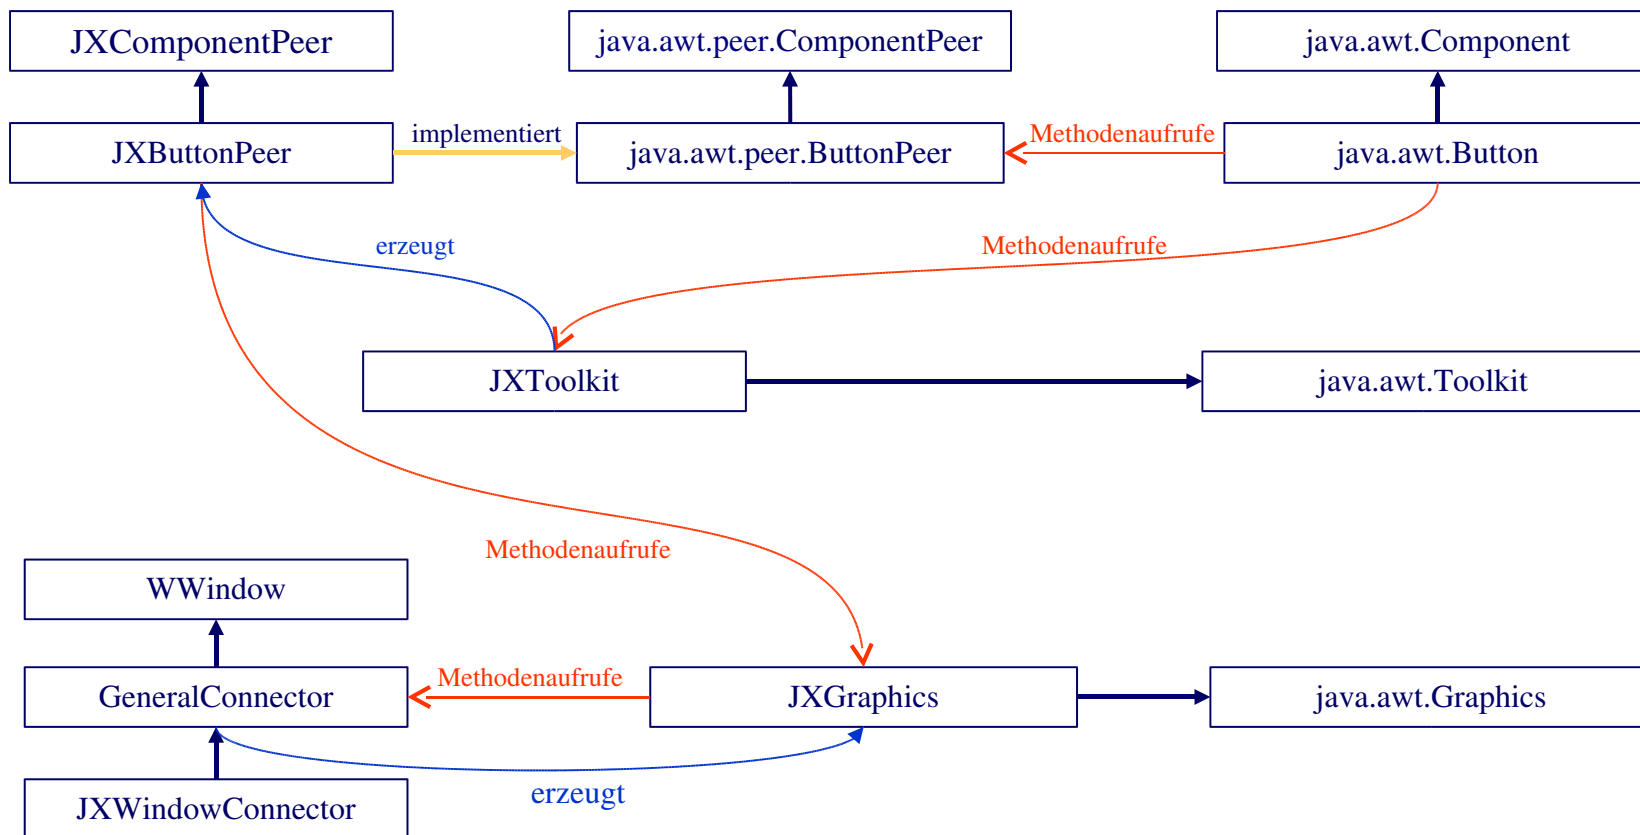 JXComponentPeer
java.awt.peer.ComponentPeer
java.awt.Component
implementiert
Methodenaufrufe
JXButtonPeer
java.awt.peer.ButtonPeer
java.awt.Button
erzeugt
Methodenaufrufe
JXToolkit
java.awt.Toolkit
Methodenaufrufe
WWindow
Methodenaufrufe
GeneralConnector
JXGraphics
java.awt.Graphics
erzeugt
JXWindowConnector